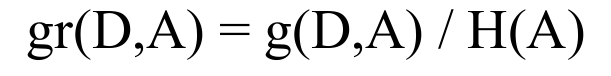 gr(D,A) = g(D,A) / H(A)